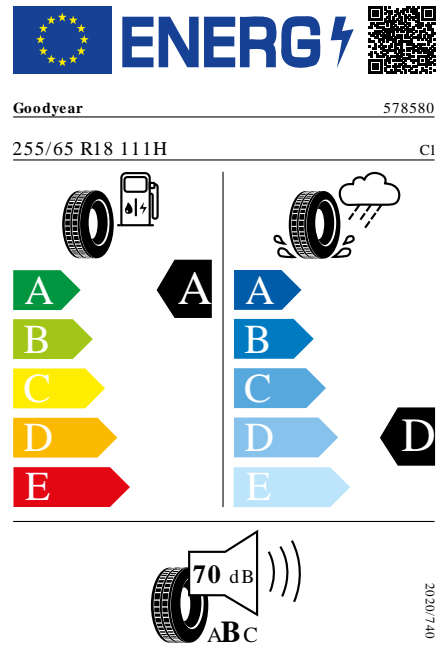 ENERG
Goodyear 578580
255/65 R18 111H C1
A A A
B B
C C
D D D
E E
70 dB
ABC
2020/740